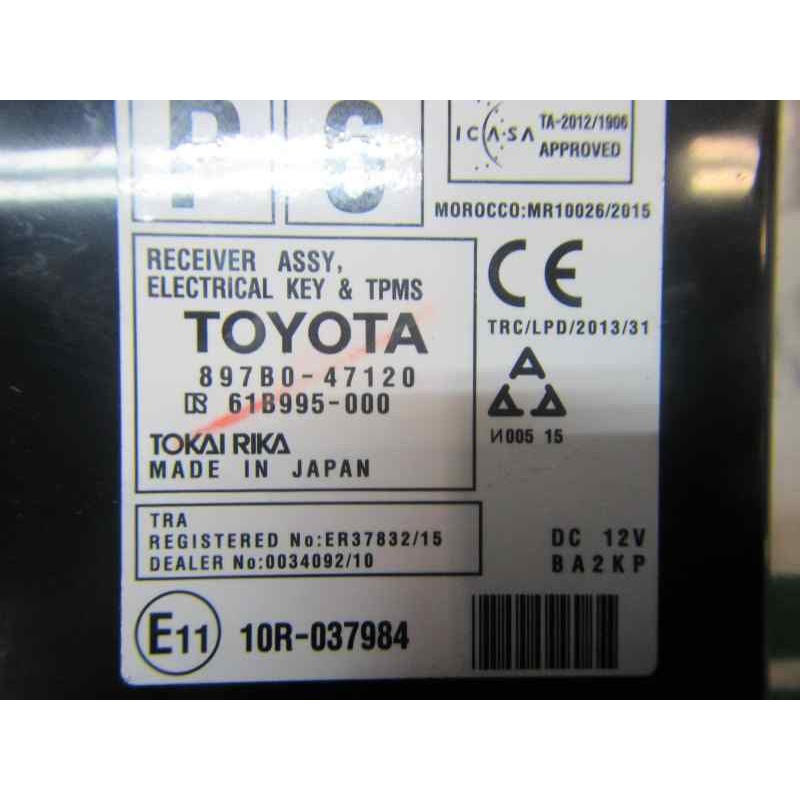 P S
ICASA TA-2012/1906
APPROVED
MOROCCO:MR10026/2015
RECEIVER ASSY,
ELECTRICAL KEY & TPMS
TOYOTA
897B0-47120
61B995-000
TOKAI RIKA
MADE IN JAPAN
CE
TRC/LPD/2013/31
И005 15
TRA
REGISTERED No:ER37832/15
DEALER No:0034092/10
DC 12V
BA2KP
E11 10R-037984